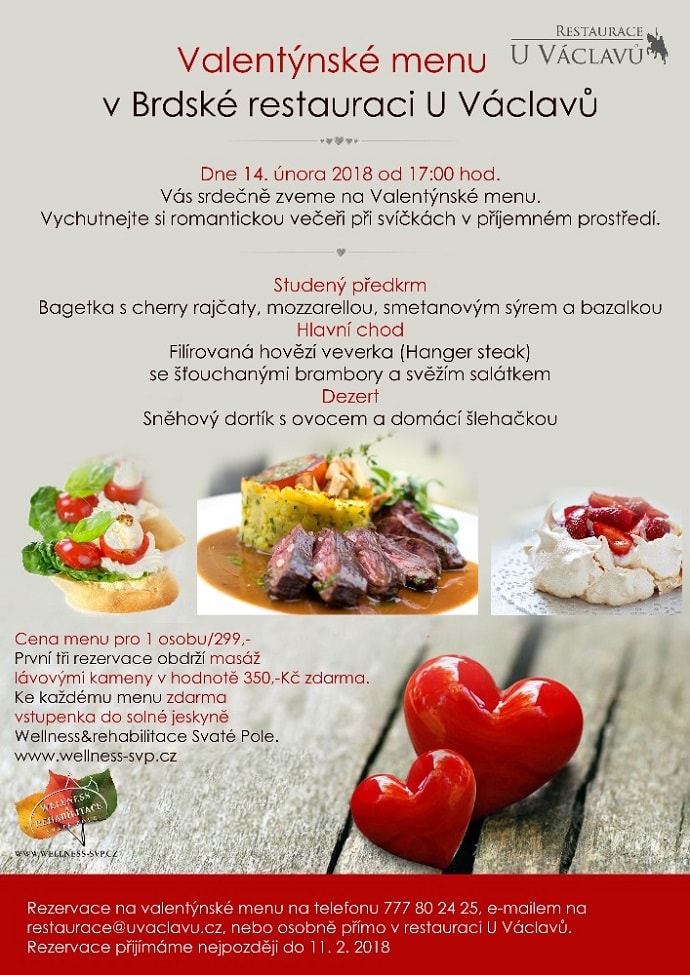 RESTAURACE
U VÁCLAVŮ
Valentýnské menu
v Brdské restauraci U Václavů
Dne 14. února 2018 od 17:00 hod.
Vás srdečně zveme na Valentýnské menu.
Vychutnejte si romantickou večeři při svíčkách v příjemném prostředí.
Studený předkrm
Bagetka s cherry rajčaty, mozzarellou, smetanovým sýrem a bazalkou
Hlavní chod
Filírovaná hovězí veverka (Hanger steak)
se šťouchanými brambory a svěžím salátkem
Dezert
Sněhový dortík s ovocem a domácí šlehačkou
Cena menu pro 1 osobu/299,-
První tři rezervace obdrží masáž
lávovými kameny v hodnotě 350,-Kč zdarma.
Ke každému menu zdarma
vstupenka do solné jeskyně
Wellness&rehabilitace Svaté Pole.
www.wellness-svp.cz
WELLNESS
REHABILITACE
WWW.WELLNESS-SVP.CZ
Rezervace na valentýnské menu na telefonu 777 80 24 25, e-mailem na
restaurace@uvaclavu.cz, nebo osobně přímo v restauraci U Václavů.
Rezervace přijímáme nejpozději do 11. 2. 2018